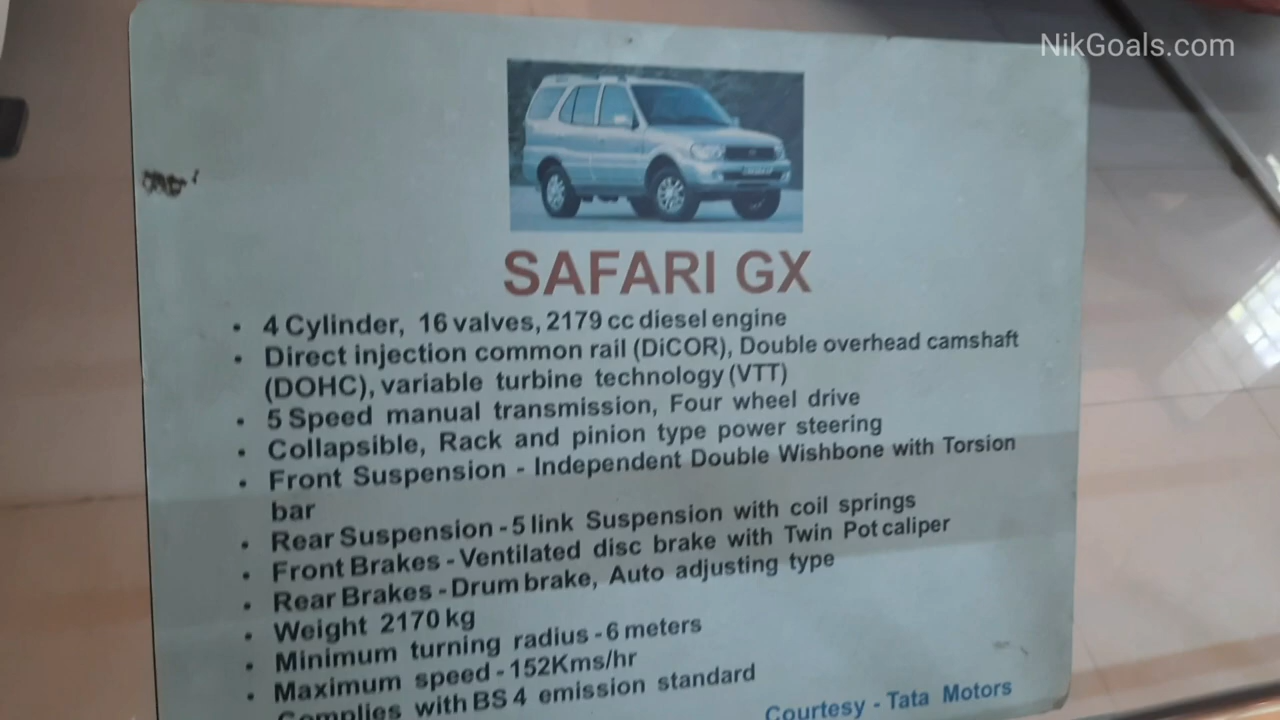 NikGoals.com
SAFARI GX
• 4 Cylinder, 16 valves, 2179 cc diesel engine
• Direct injection common rail (DiCOR), Double overhead camshaft
(DOHC), variable turbine technology (VTT)
• 5 Speed manual transmission, Four wheel drive
• Collapsible, Rack and pinion type power steering
• Front Suspension - Independent Double Wishbone with Torsion
bar
• Rear Suspension - 5 link Suspension with coil springs
• Front Brakes - Ventilated disc brake with Twin Pot caliper
• Rear Brakes - Drum brake, Auto adjusting type
• Weight 2170 kg
• Minimum turning radius - 6 meters
• Maximum speed - 152Kms/hr
Complies with BS 4 emission standard
Courtesy - Tata Motors